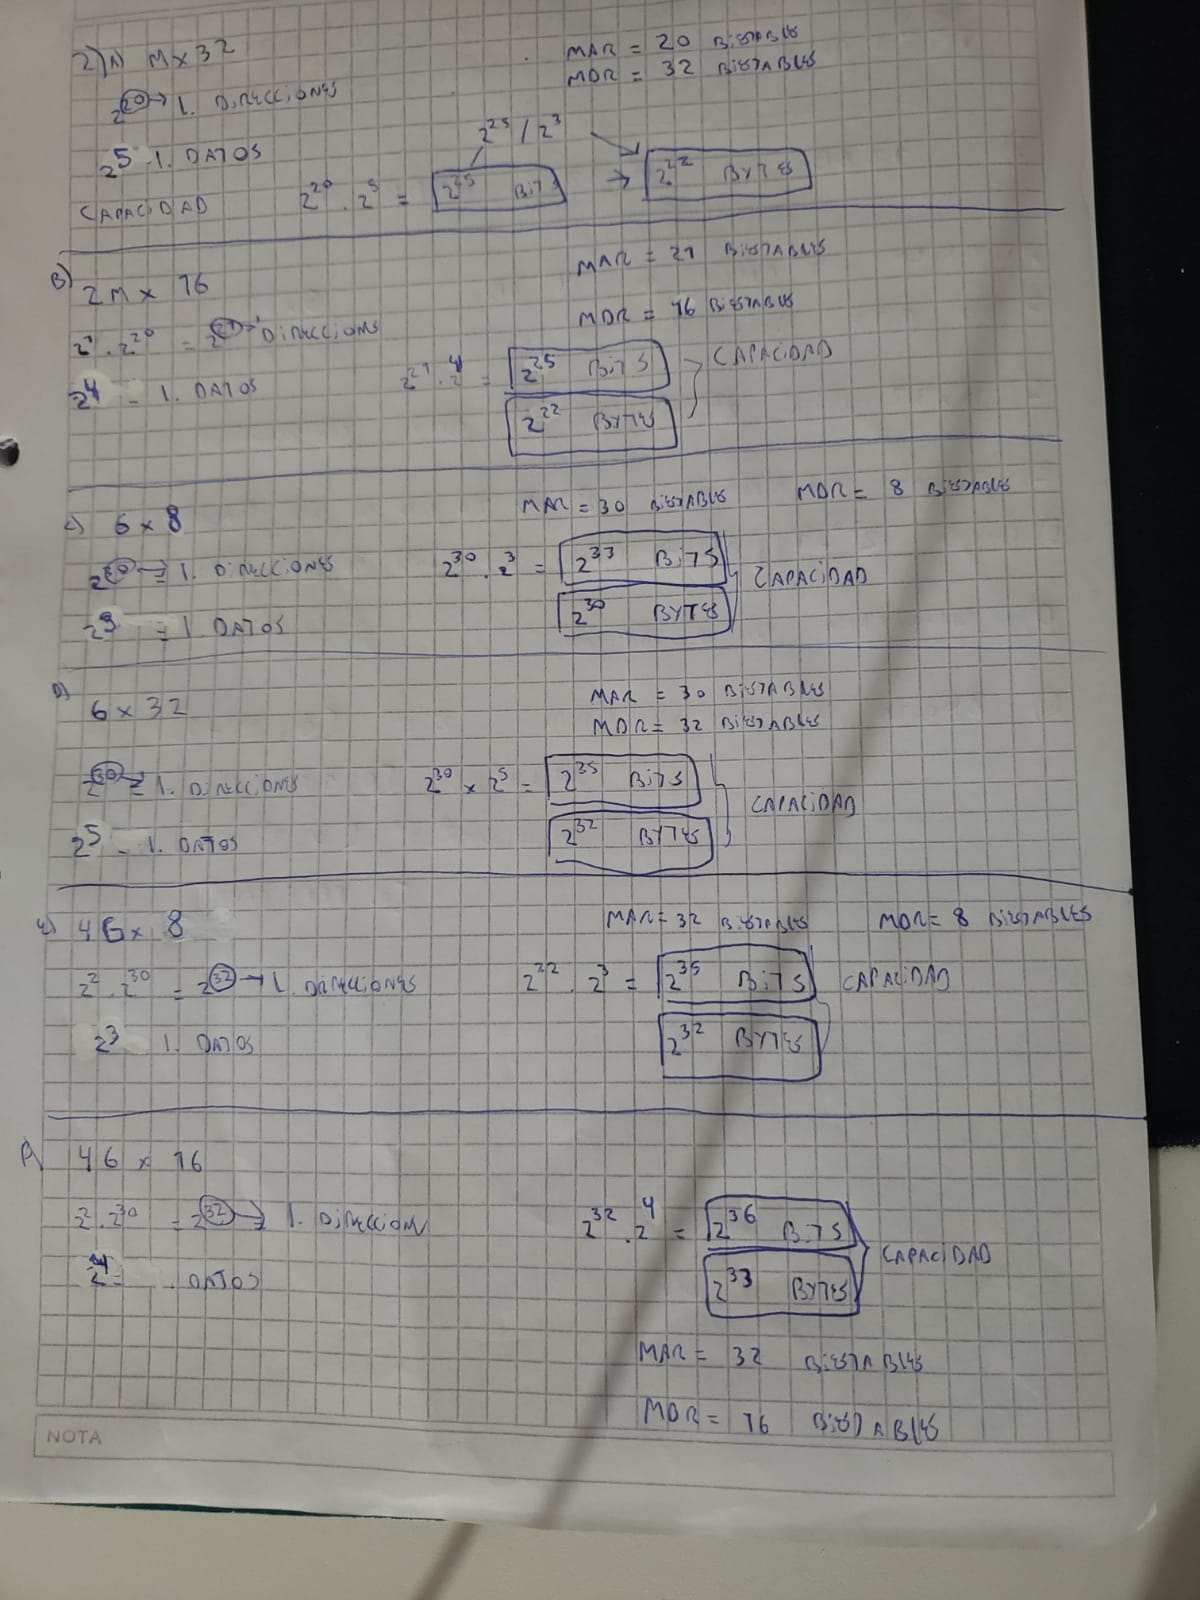 2) A) M x 32
MAR = 20 BiESTABLES
MDR = 32 BiESTABLES
2^20 → l. DiRECCIONES
2^25 / 2^3
2^5 l. DATOS
CAPACiDAD 2^20 . 2^5 = 2^25 BiTS → 2^22 BYTES
B) 2M x 16
MAR = 21 BiESTABLES
MDR = 16 BiESTABLES
2^1 . 2^20 = 2^21 → DiRECCIONS
2^4 - l. DATOS
2^21 . 2^4 = 2^25 BiTS CAPACiDAD
2^22 BYTES
C) G x 8
MAR = 30 BiESTABLES MDR = 8 BiESTABLES
2^30 → l. DiRECCiONES
2^30 . 2^3 = 2^33 BiTS CAPACiDAD
2^30 BYTES
2^3 = l. DATOS
D) G x 32
MAR = 30 BiESTABLES
MDR = 32 BiESTABLES
2^30 → l. DiRECCiONES
2^30 x 2^5 = 2^35 BiTS CAPACiDAD
2^32 BYTES
2^5 - l. DATOS
E) 4G x 8
MAR = 32 BiESTABLES MDR = 8 BiESTABLES
2^2 . 2^30 = 2^32 → l. DiRECCiONES
2^32 . 2^3 = 2^35 BiTS CAPACiDAD
2^32 BYTES
2^3 l. DATOS
F) 4G x 16
2^2 . 2^30 = 2^32 → l. DiRECCION
2^32 . 2^4 = 2^36 BiTS CAPACiDAD
2^33 BYTES
2^4 = . DATOS
MAR = 32 BiESTABLES
MDR = 16 BiESTABLES
NOTA